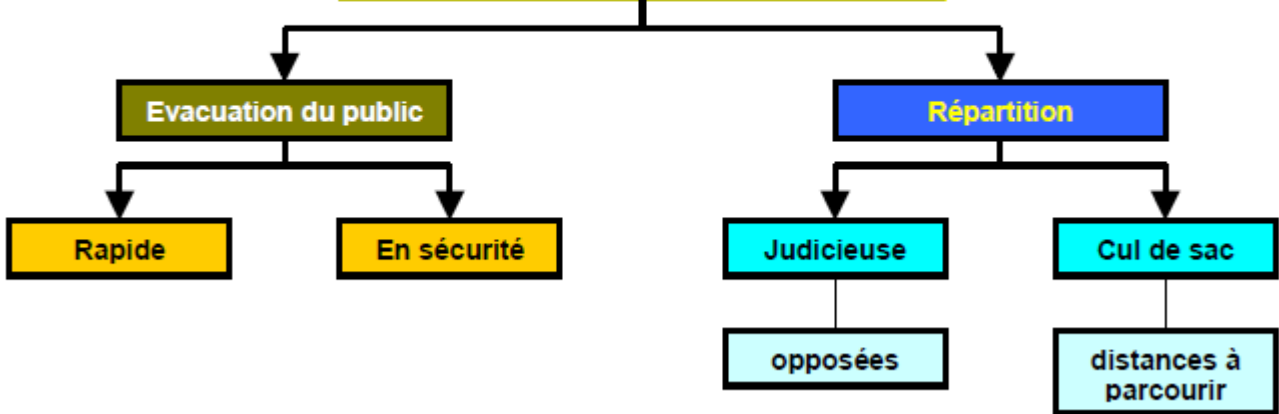 Evacuation du public
Répartition
Rapide
En sécurité
Judicieuse
Cul de sac
opposées
distances à
parcourir